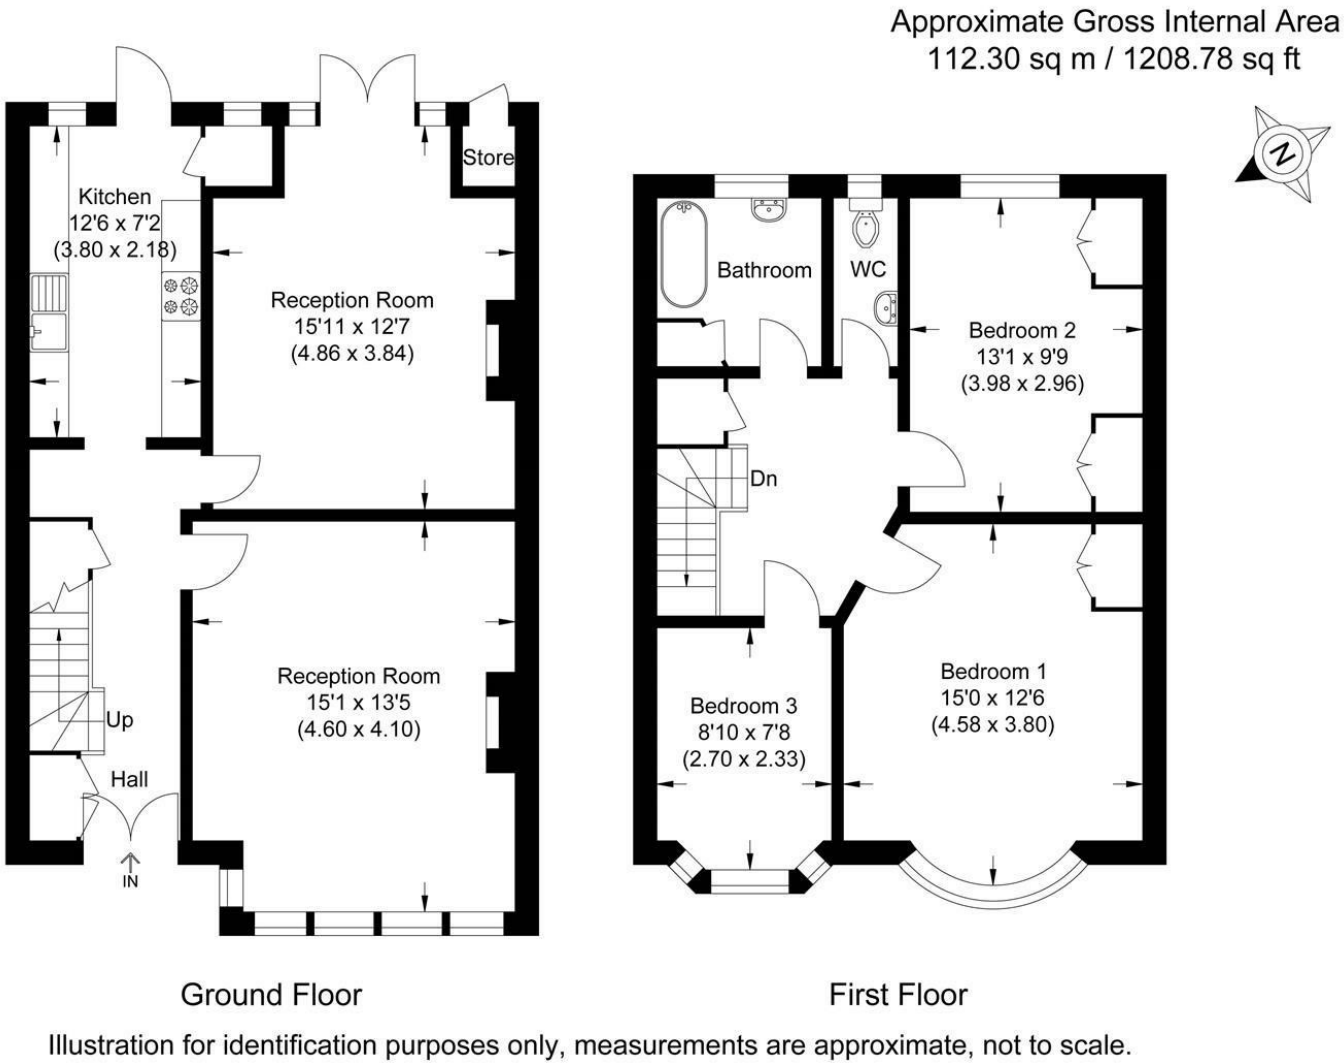 Approximate Gross Internal Area
112.30 sq m / 1208.78 sq ft
N
Kitchen
12'6 x 7'2
(3.80 x 2.18)
Store
Reception Room
15'11 x 12'7
(4.86 x 3.84)
Reception Room
15'1 x 13'5
(4.60 x 4.10)
Up
Hall
IN
Ground Floor
Bathroom
WC
Bedroom 2
13'1 x 9'9
(3.98 x 2.96)
Dn
Bedroom 1
15'0 x 12'6
(4.58 x 3.80)
Bedroom 3
8'10 x 7'8
(2.70 x 2.33)
First Floor
Illustration for identification purposes only, measurements are approximate, not to scale.